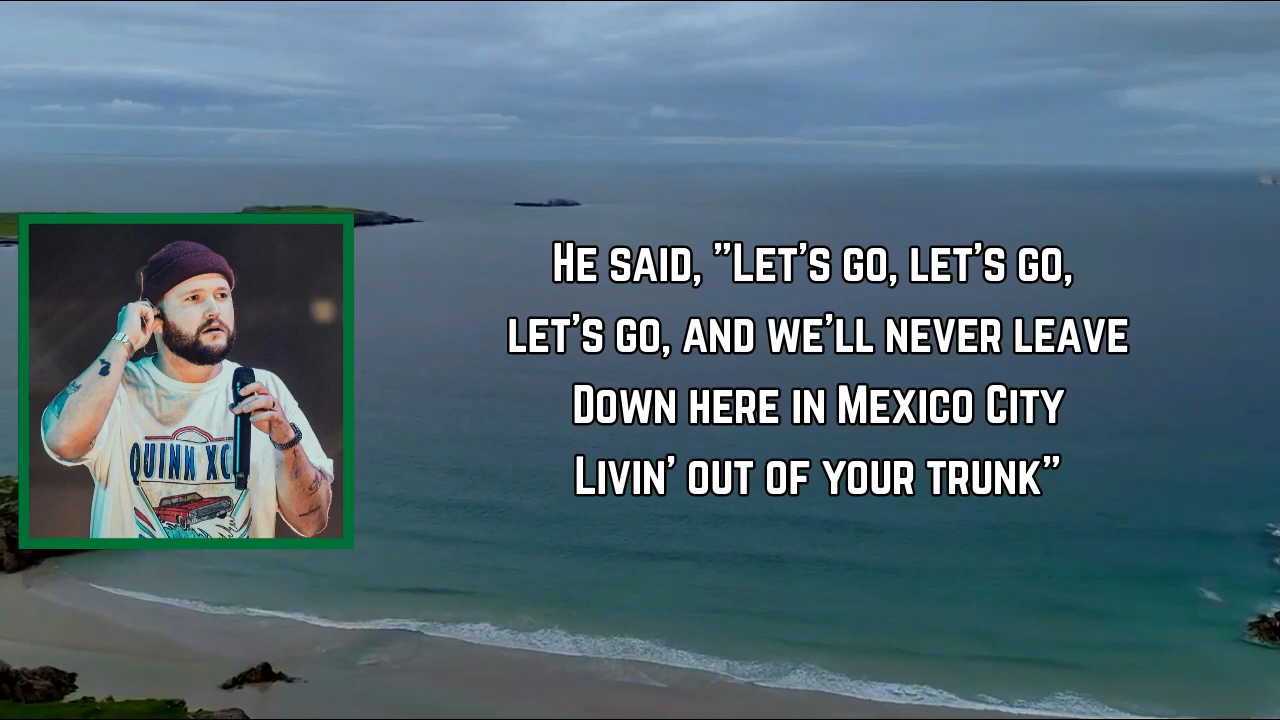 He said, "Let's go, let's go,
let's go, and we'll never leave
Down here in Mexico City
Livin' out of your trunk"
QUINN XC